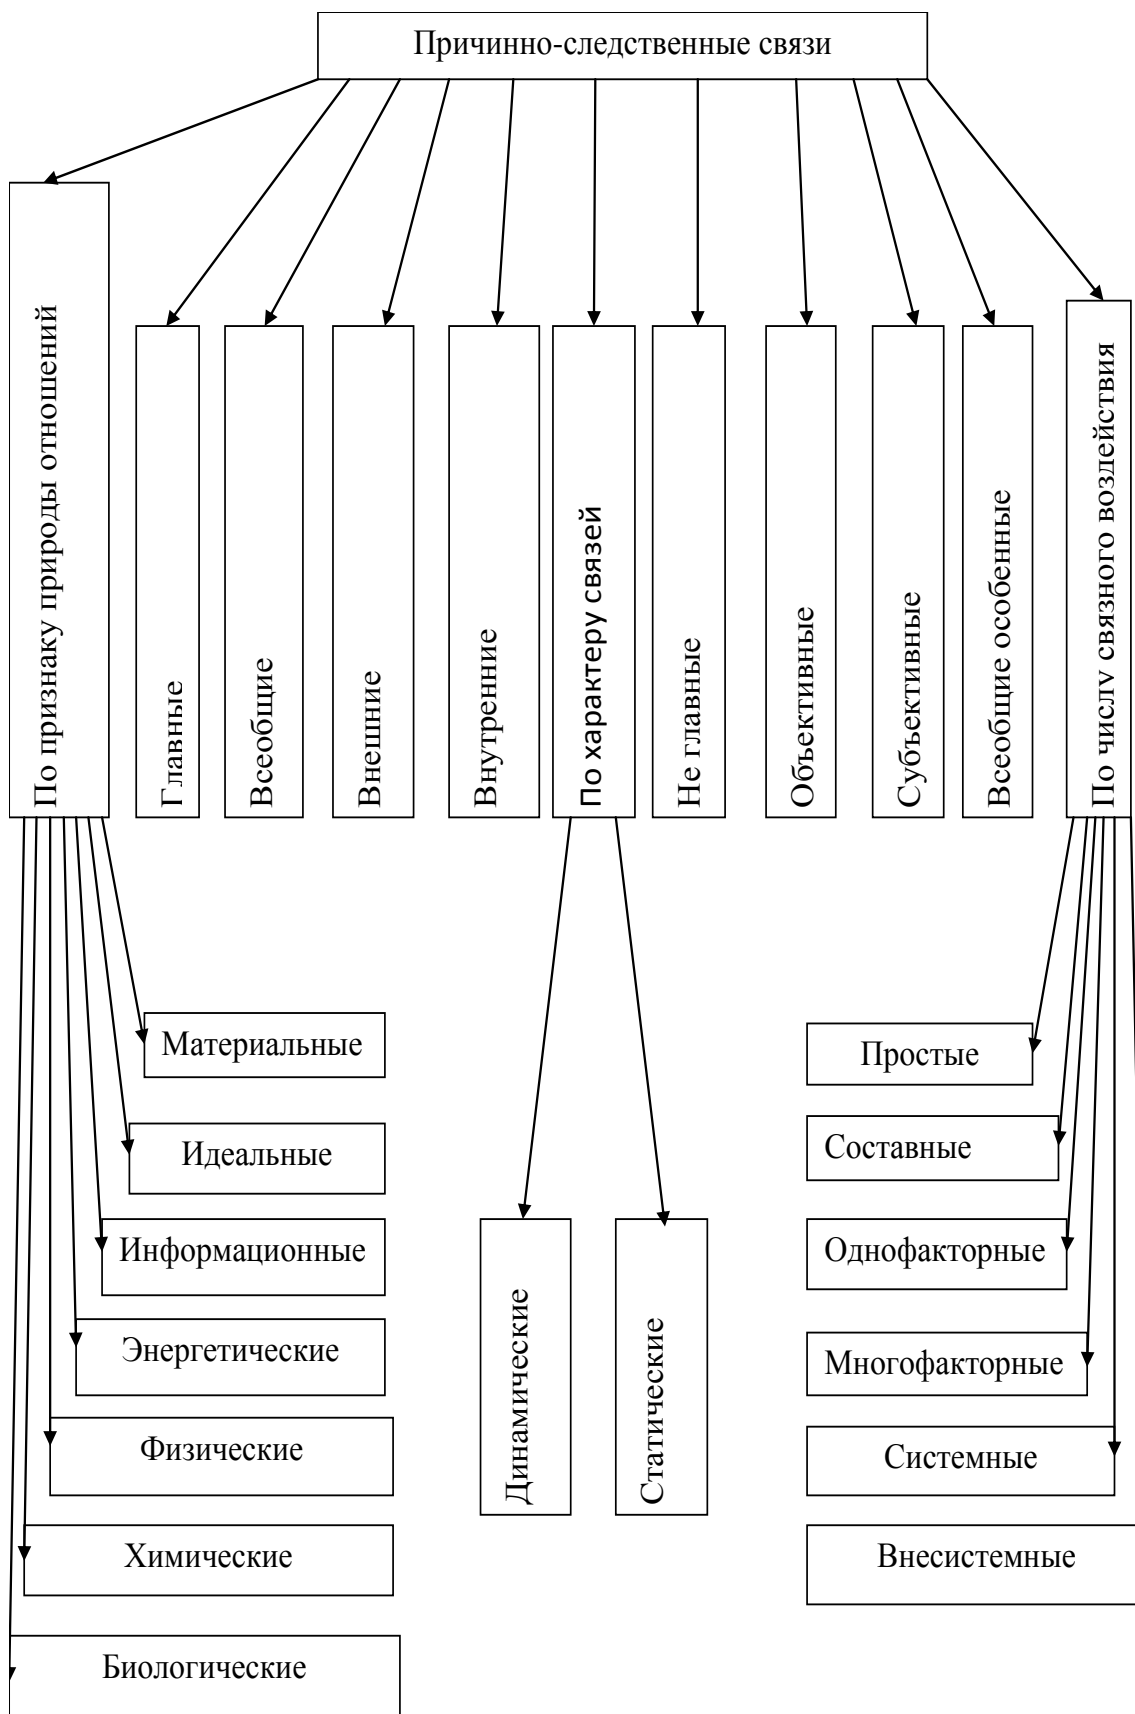 Причинно-следственные связи
По признаку природы отношений
Главные
Всеобщие
Внешние
Внутренние
По характеру связей
Не главные
Объективные
Субъективные
Всеобщие особенные
По числу связного воздействия
Материальные
Идеальные
Информационные
Энергетические
Физические
Химические
Биологические
Динамические
Статические
Простые
Составные
Однофакторные
Многофакторные
Системные
Внесистемные